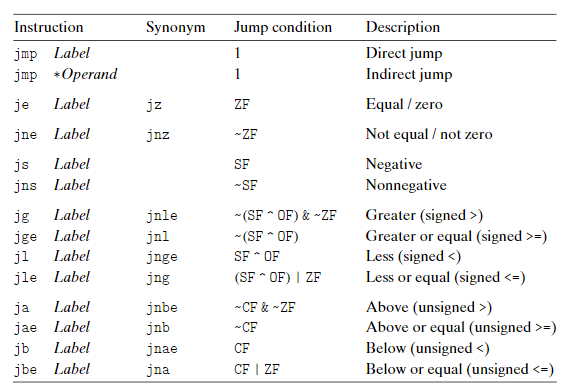 Instruction Synonym Jump condition Description
jmp Label 1 Direct jump
jmp *Operand 1 Indirect jump
je Label jz ZF Equal / zero
jne Label jnz ~ZF Not equal / not zero
js Label SF Negative
jns Label ~SF Nonnegative
jg Label jnle ~(SF ^ OF) & ~ZF Greater (signed >)
jge Label jnl ~(SF ^ OF) Greater or equal (signed >=)
jl Label jnge SF ^ OF Less (signed <)
jle Label jng (SF ^ OF) | ZF Less or equal (signed <=)
ja Label jnbe ~CF & ~ZF Above (unsigned >)
jae Label jnb ~CF Above or equal (unsigned >=)
jb Label jnae CF Below (unsigned <)
jbe Label jna CF | ZF Below or equal (unsigned <=)